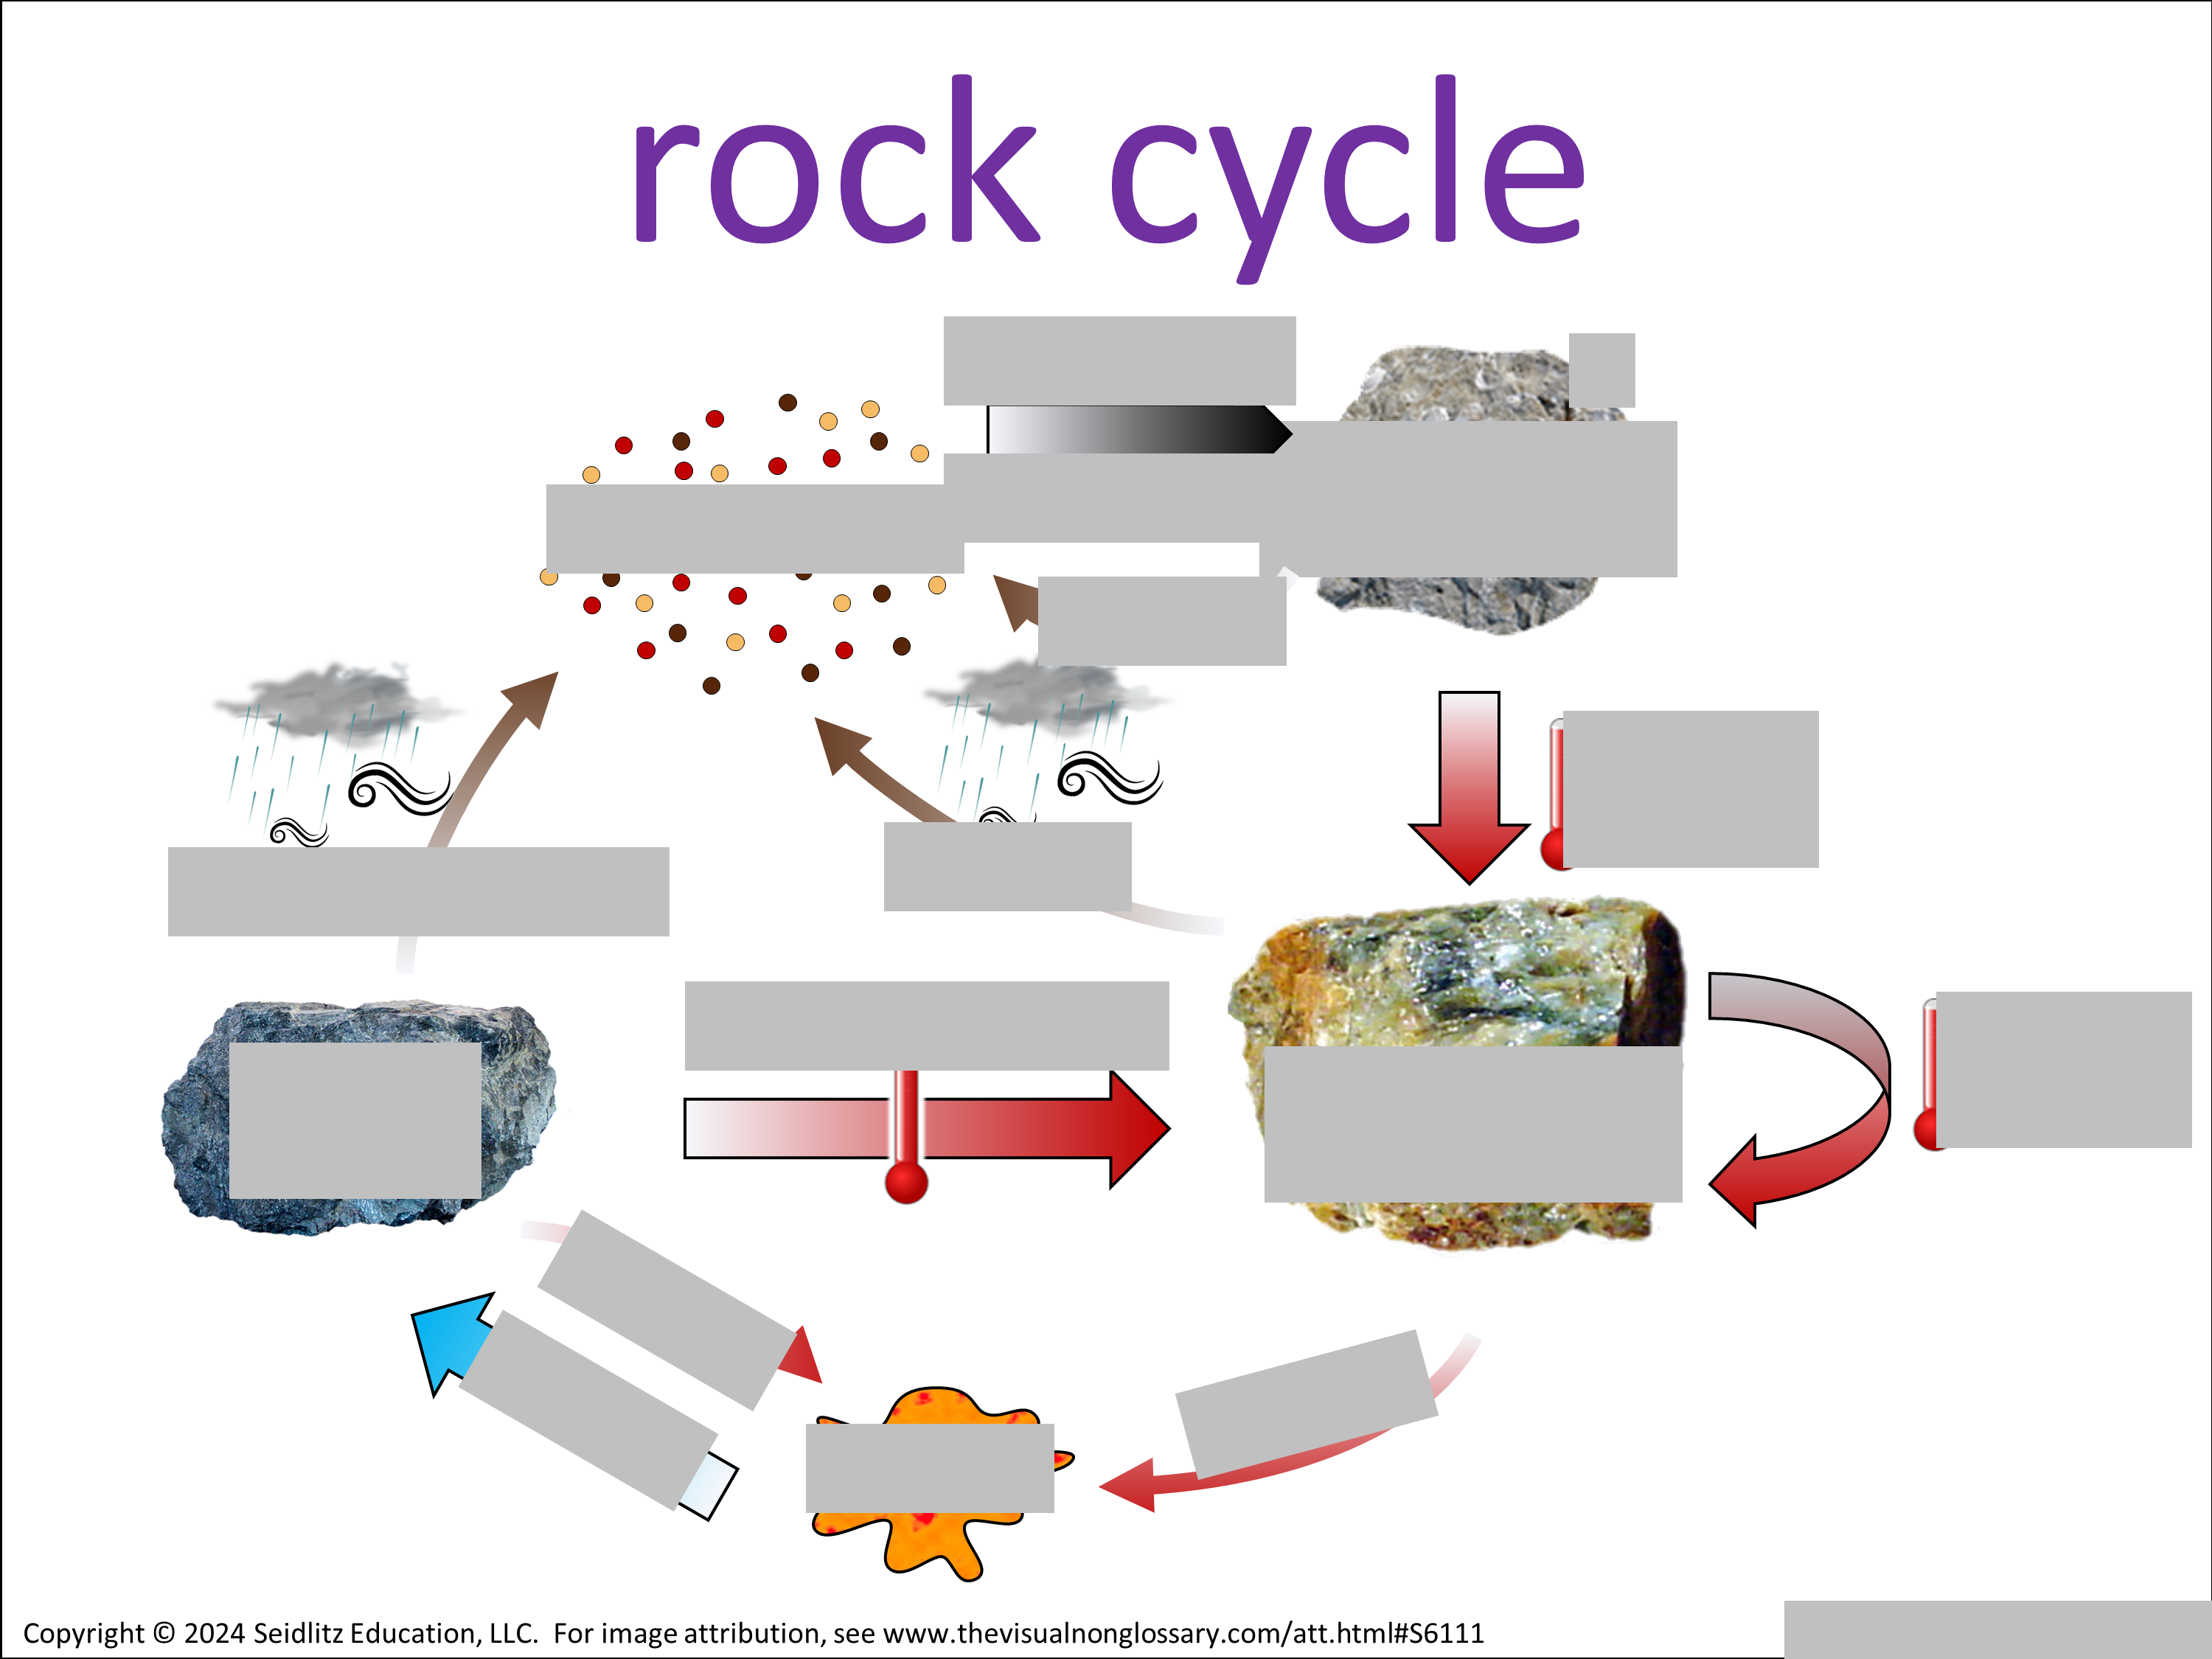 rock cycle
Copyright © 2024 Seidlitz Education, LLC.  For image attribution, see www.thevisualnonglossary.com/att.html#S6111